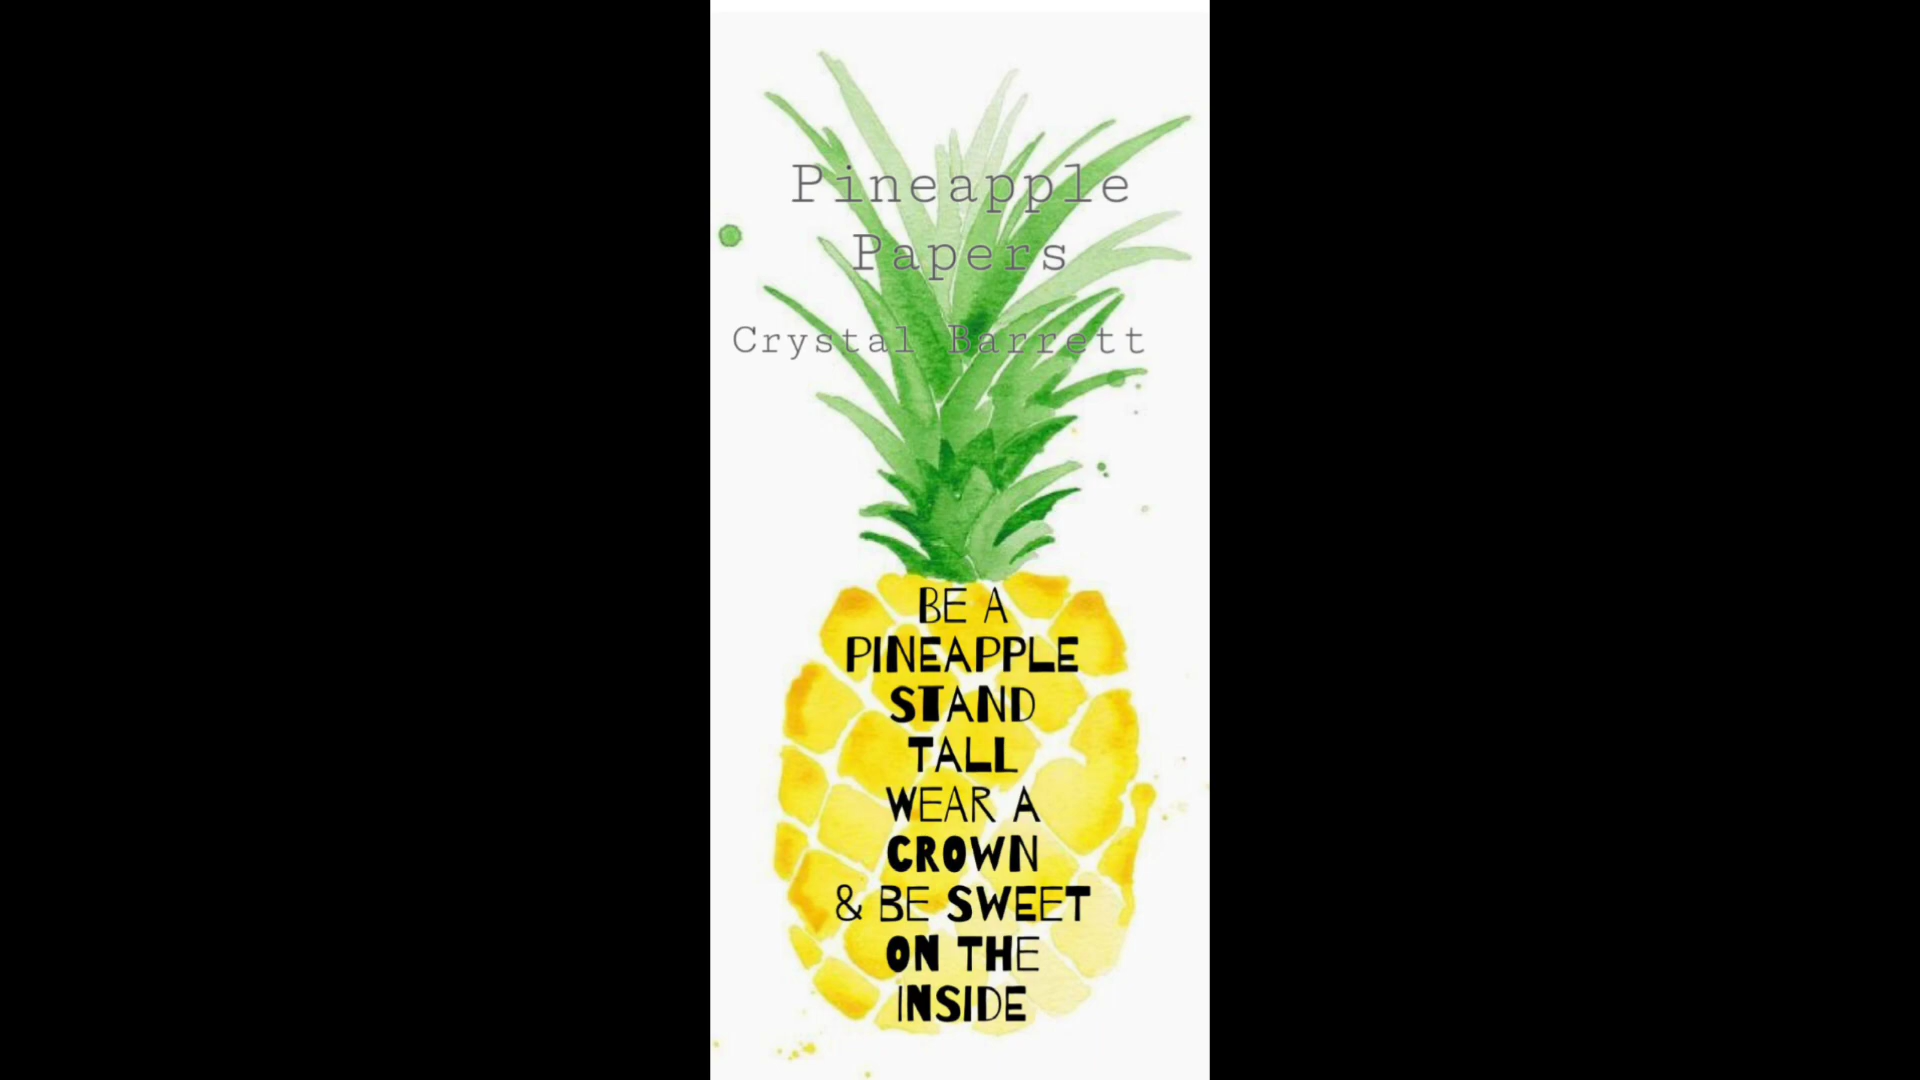 Pineapple
Papers
Crystal Barrett
BE A
PINEAPPLE
STAND
TALL
WEAR A
CROWN
& BE SWEET
ON THE
INSIDE